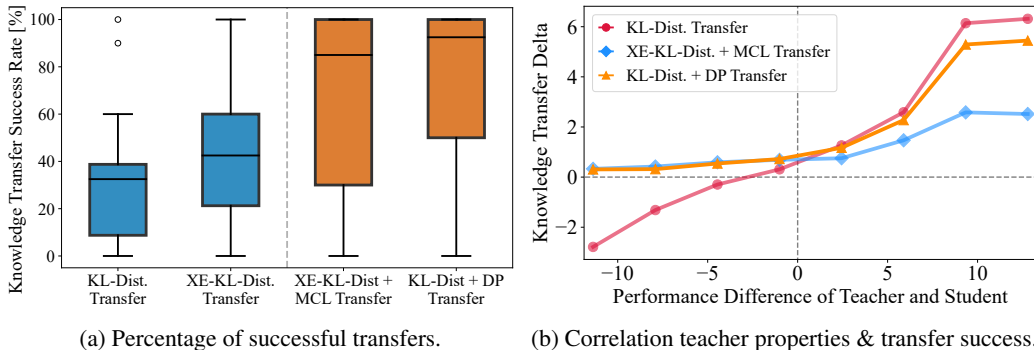 Knowledge Transfer Success Rate [%]
100
80
60
40
20
0
KL-Dist.
Transfer
XE-KL-Dist.
Transfer
XE-KL-Dist +
MCL Transfer
KL-Dist + DP
Transfer
(a) Percentage of successful transfers.
Knowledge Transfer Delta
6
4
2
0
−2
KL-Dist. Transfer
XE-KL-Dist. + MCL Transfer
KL-Dist. + DP Transfer
−10
−5
0
5
10
Performance Difference of Teacher and Student
(b) Correlation teacher properties & transfer success.